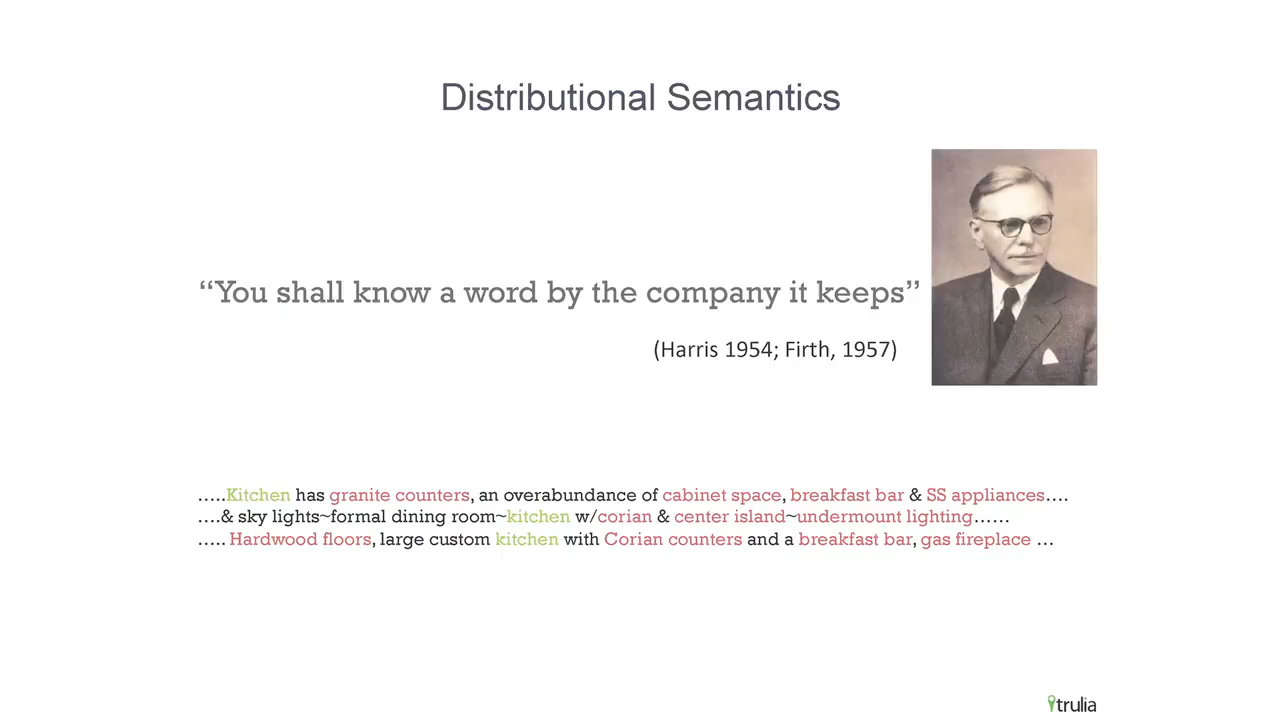 Distributional Semantics
“You shall know a word by the company it keeps”
(Harris 1954; Firth, 1957)
.....Kitchen has granite counters, an overabundance of cabinet space, breakfast bar & SS appliances....
....& sky lights~formal dining room~kitchen w/corian & center island~undermount lighting......
..... Hardwood floors, large custom kitchen with Corian counters and a breakfast bar, gas fireplace ...
trulia